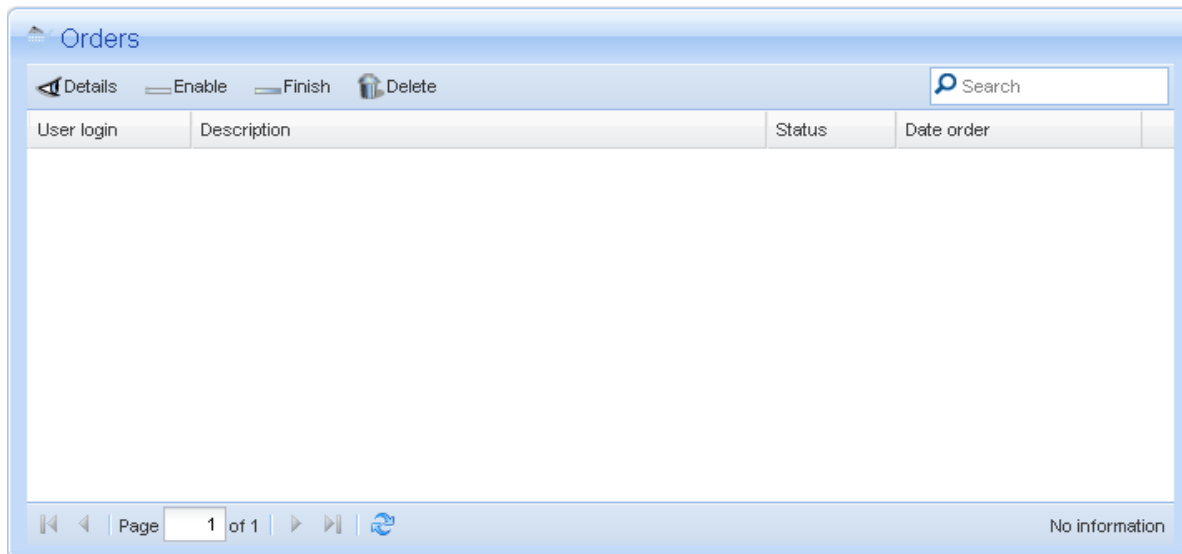 Orders
Details Enable Finish Delete Search
User login Description Status Date order
Page 1 of 1 No information